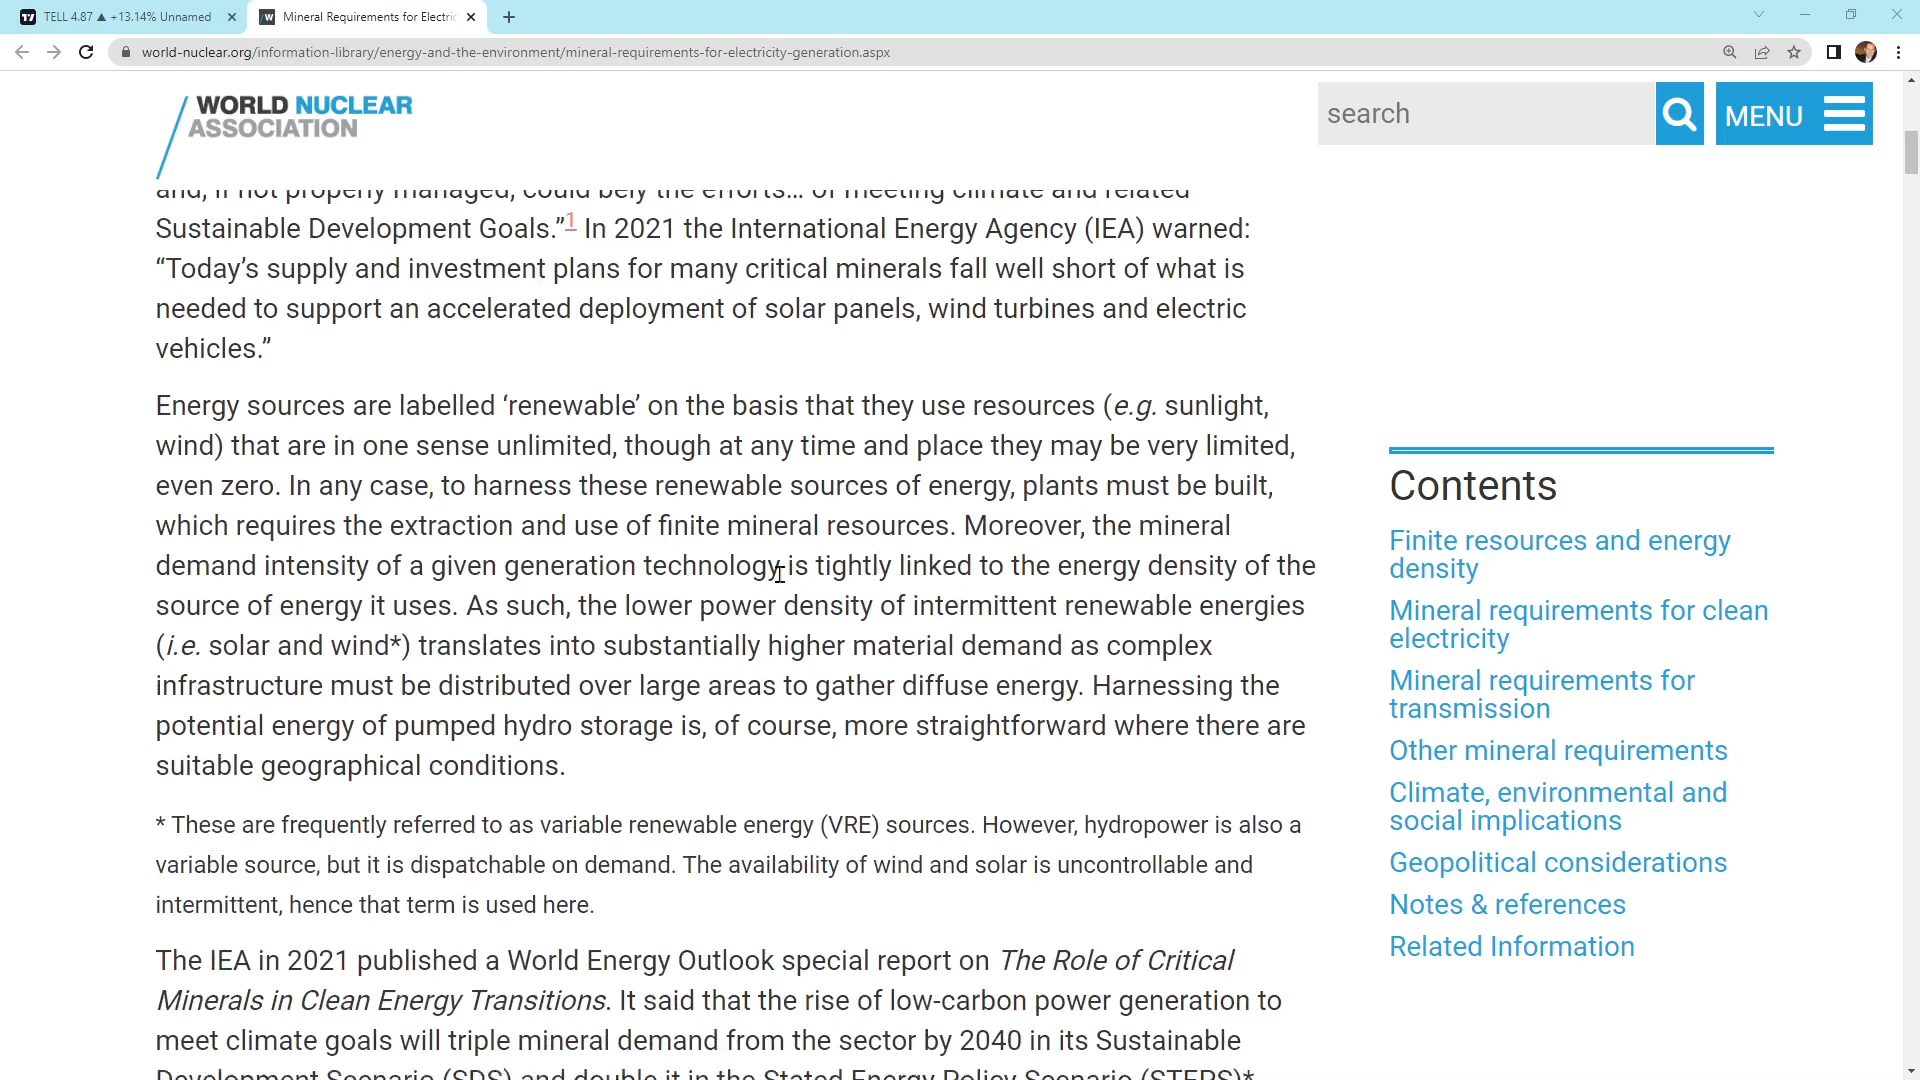 TELL 4.87 ▲ +13.14% Unnamed
Mineral Requirements for Electric
world-nuclear.org/information-library/energy-and-the-environment/mineral-requirements-for-electricity-generation.aspx
WORLD NUCLEAR
ASSOCIATION
search
MENU
and, if not properly managed, could bely the efforts… of meeting climate and related
Sustainable Development Goals.”1 In 2021 the International Energy Agency (IEA) warned:
“Today’s supply and investment plans for many critical minerals fall well short of what is
needed to support an accelerated deployment of solar panels, wind turbines and electric
vehicles.”
Energy sources are labelled ‘renewable’ on the basis that they use resources (e.g. sunlight,
wind) that are in one sense unlimited, though at any time and place they may be very limited,
even zero. In any case, to harness these renewable sources of energy, plants must be built,
which requires the extraction and use of finite mineral resources. Moreover, the mineral
demand intensity of a given generation technology is tightly linked to the energy density of the
source of energy it uses. As such, the lower power density of intermittent renewable energies
(i.e. solar and wind*) translates into substantially higher material demand as complex
infrastructure must be distributed over large areas to gather diffuse energy. Harnessing the
potential energy of pumped hydro storage is, of course, more straightforward where there are
suitable geographical conditions.
* These are frequently referred to as variable renewable energy (VRE) sources. However, hydropower is also a
variable source, but it is dispatchable on demand. The availability of wind and solar is uncontrollable and
intermittent, hence that term is used here.
The IEA in 2021 published a World Energy Outlook special report on The Role of Critical
Minerals in Clean Energy Transitions. It said that the rise of low-carbon power generation to
meet climate goals will triple mineral demand from the sector by 2040 in its Sustainable
Development Scenario (SDS) and double it in the Stated Energy Policy Scenario (STEPS)*
Contents
Finite resources and energy
density
Mineral requirements for clean
electricity
Mineral requirements for
transmission
Other mineral requirements
Climate, environmental and
social implications
Geopolitical considerations
Notes & references
Related Information